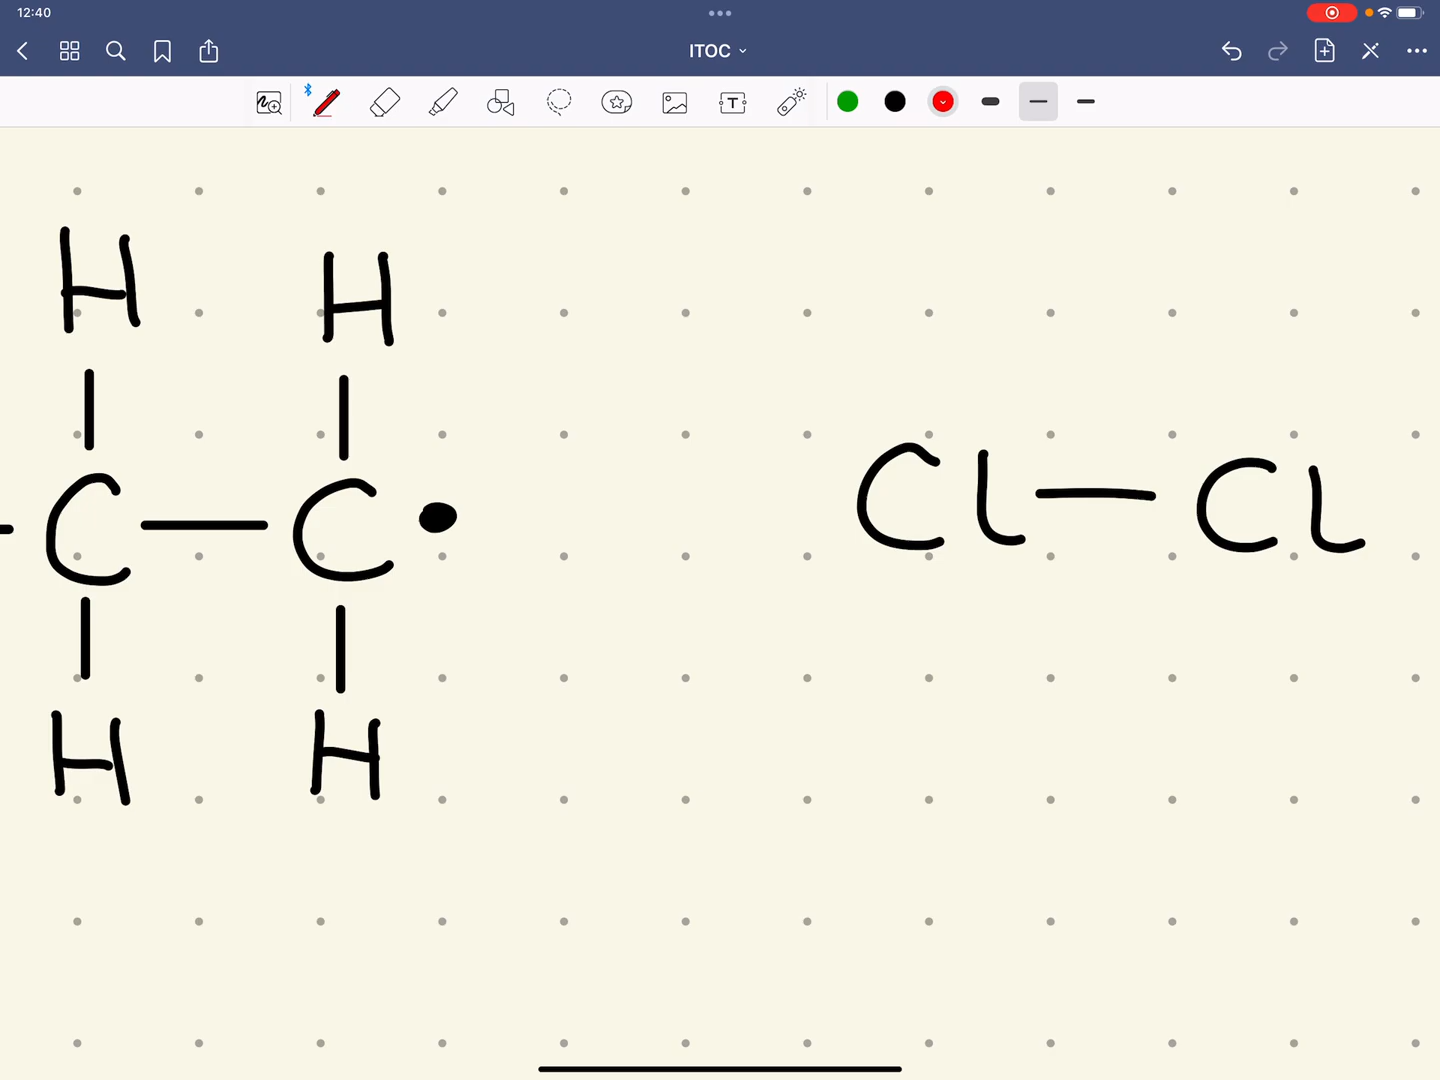 12:40
ITOC
T
H H
C — C • Cl — Cl
H H